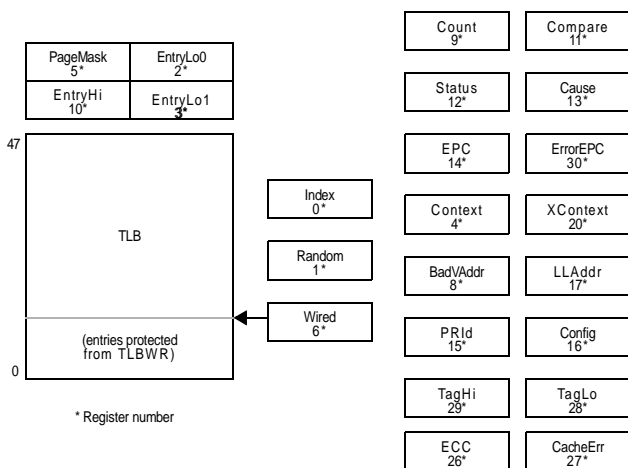 Count
9*
Compare
11*
PageMask
5*
EntryLo0
2*
EntryHi
10*
EntryLo1
3*
Status
12*
Cause
13*
47
TLB
(entries protected
from TLBWR)
0
EPC
14*
ErrorEPC
30*
Index
0*
Context
4*
XContext
20*
Random
1*
BadVAddr
8*
LLAddr
17*
Wired
6*
PRId
15*
Config
16*
TagHi
29*
TagLo
28*
* Register number
ECC
26*
CacheErr
27*